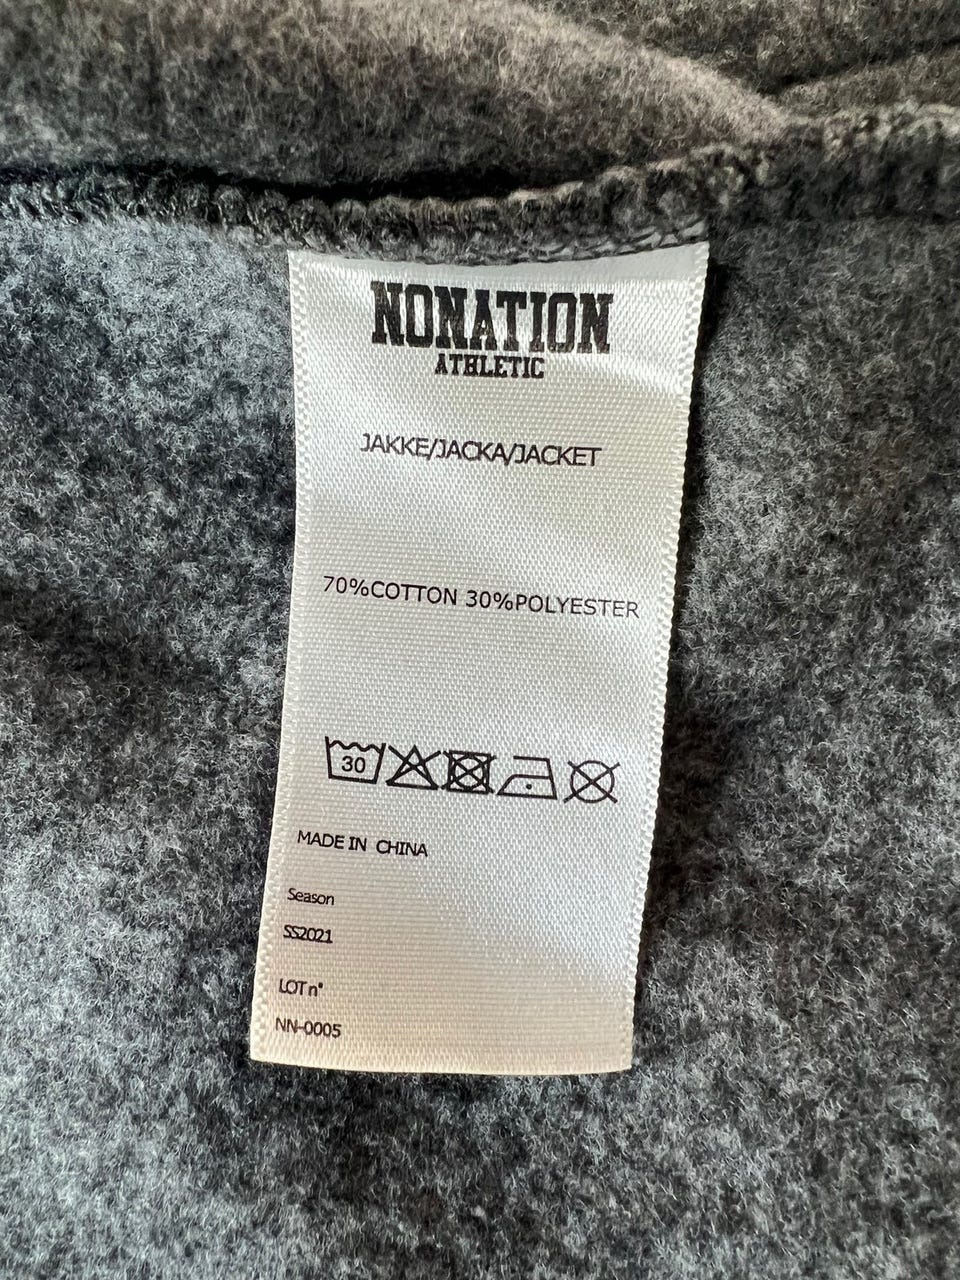 NONATION
ATHLETIC
JAKKE/JACKA/JACKET
70%COTTON 30%POLYESTER
30
MADE IN CHINA
Season
SS2021
LOT n°
NN-0005